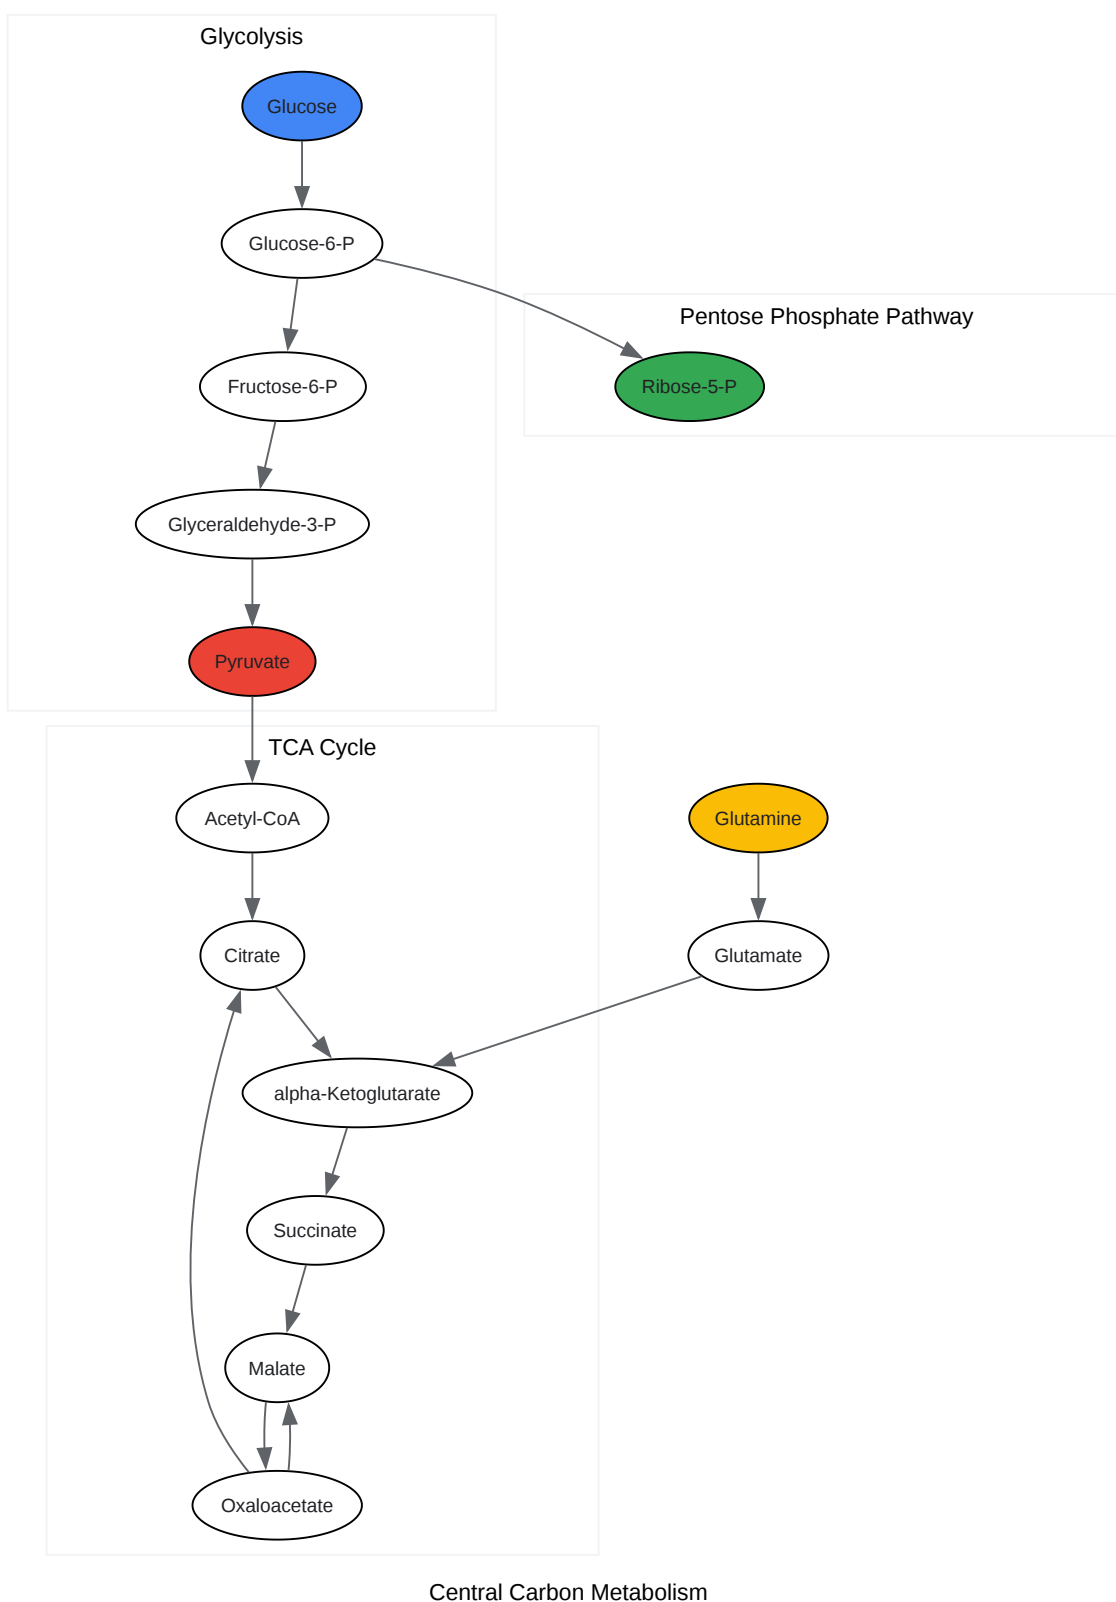 Glycolysis
Glucose
Glucose-6-P
Pentose Phosphate Pathway
Fructose-6-P
Ribose-5-P
Glyceraldehyde-3-P
Pyruvate
TCA Cycle
Acetyl-CoA
Glutamine
Citrate
Glutamate
alpha-Ketoglutarate
Succinate
Malate
Oxaloacetate
Central Carbon Metabolism